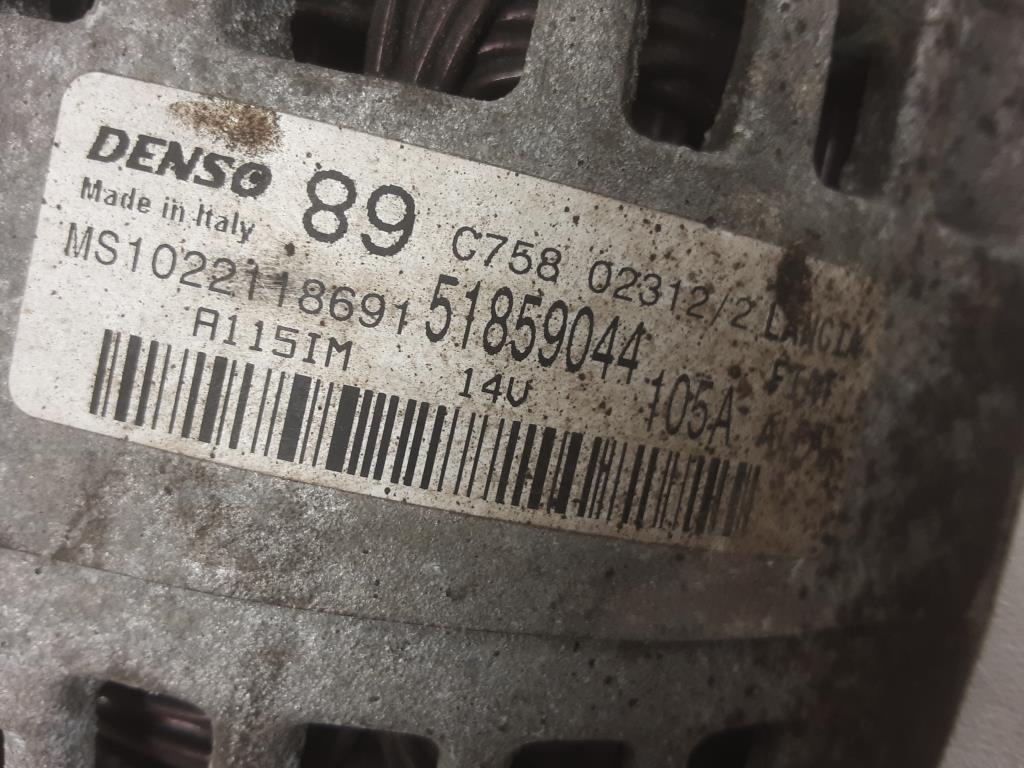 DENSO 89 C758 02312/2 LANCIA
Made in Italy
MS1022118691 51859044 105A
A115IM 14V